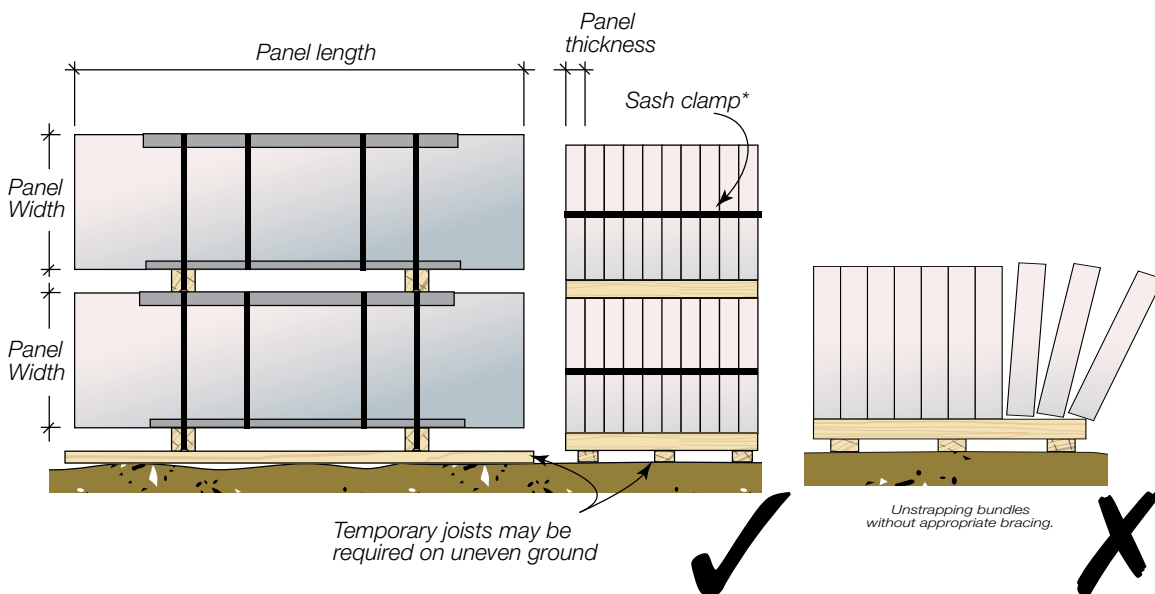 Panel length
Panel
thickness
Sash clamp*
Panel
Width
Panel
Width
Temporary joists may be
required on uneven ground
Unstrapping bundles
without appropriate bracing.